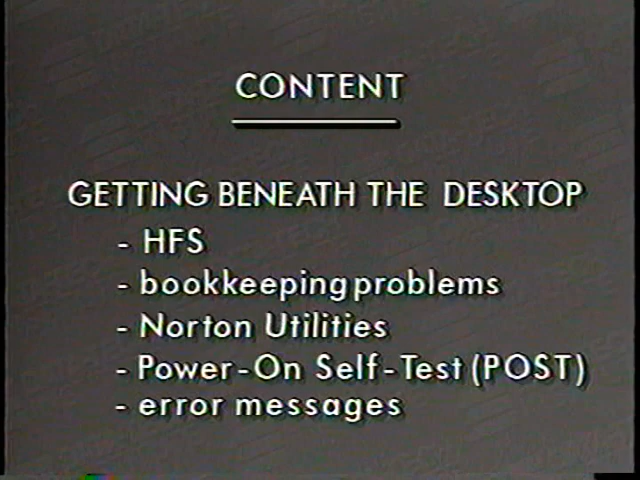 CONTENT
GETTING BENEATH THE DESKTOP
- HFS
- bookkeeping problems
- Norton Utilities
- Power-On Self-Test (POST)
- error messages